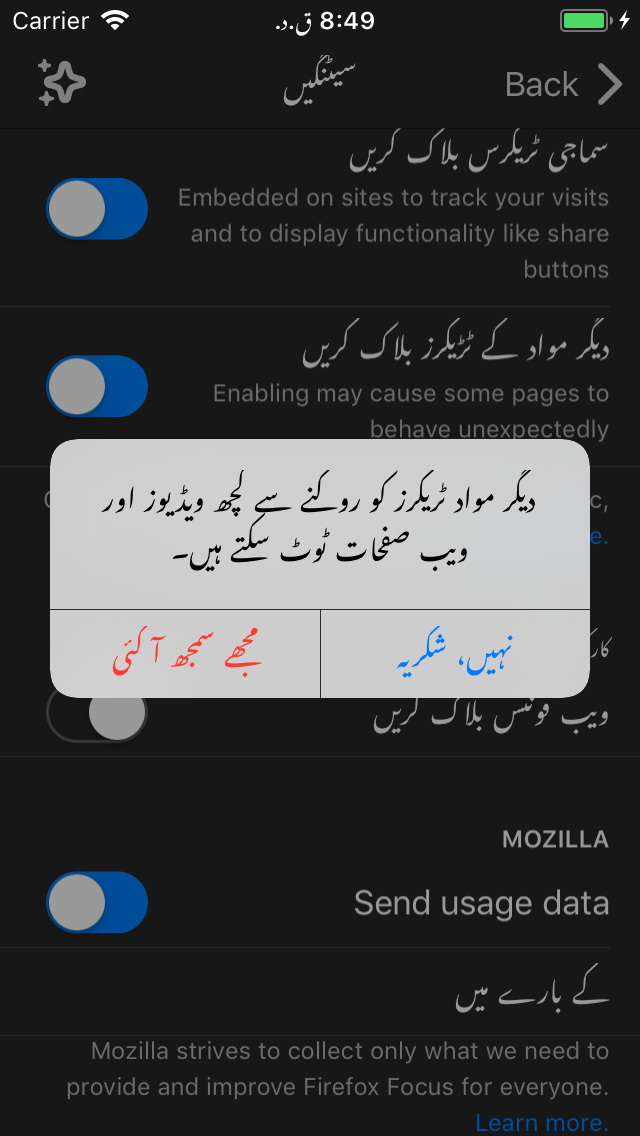 Carrier
8:49 ق.د.
سیٹنگیں
Back
سماجی ٹریکرس بلاک کریں
Embedded on sites to track your visits
and to display functionality like share
buttons
دیگر مواد کے ٹڑیکرز بلاک کریں
Enabling may cause some pages to
behave unexpectedly
دیگر مواد ٹریکرز کو روکنے سے کچھ ویڈیوز اور
ویب صفحات ٹوٹ سکتے ہیں۔
مجھے سمجھ آ گئی
نہیں، شکریہ
ویب فونٹس بلاک کریں
MOZILLA
Send usage data
کے بارے میں
Mozilla strives to collect only what we need to
provide and improve Firefox Focus for everyone.
Learn more.